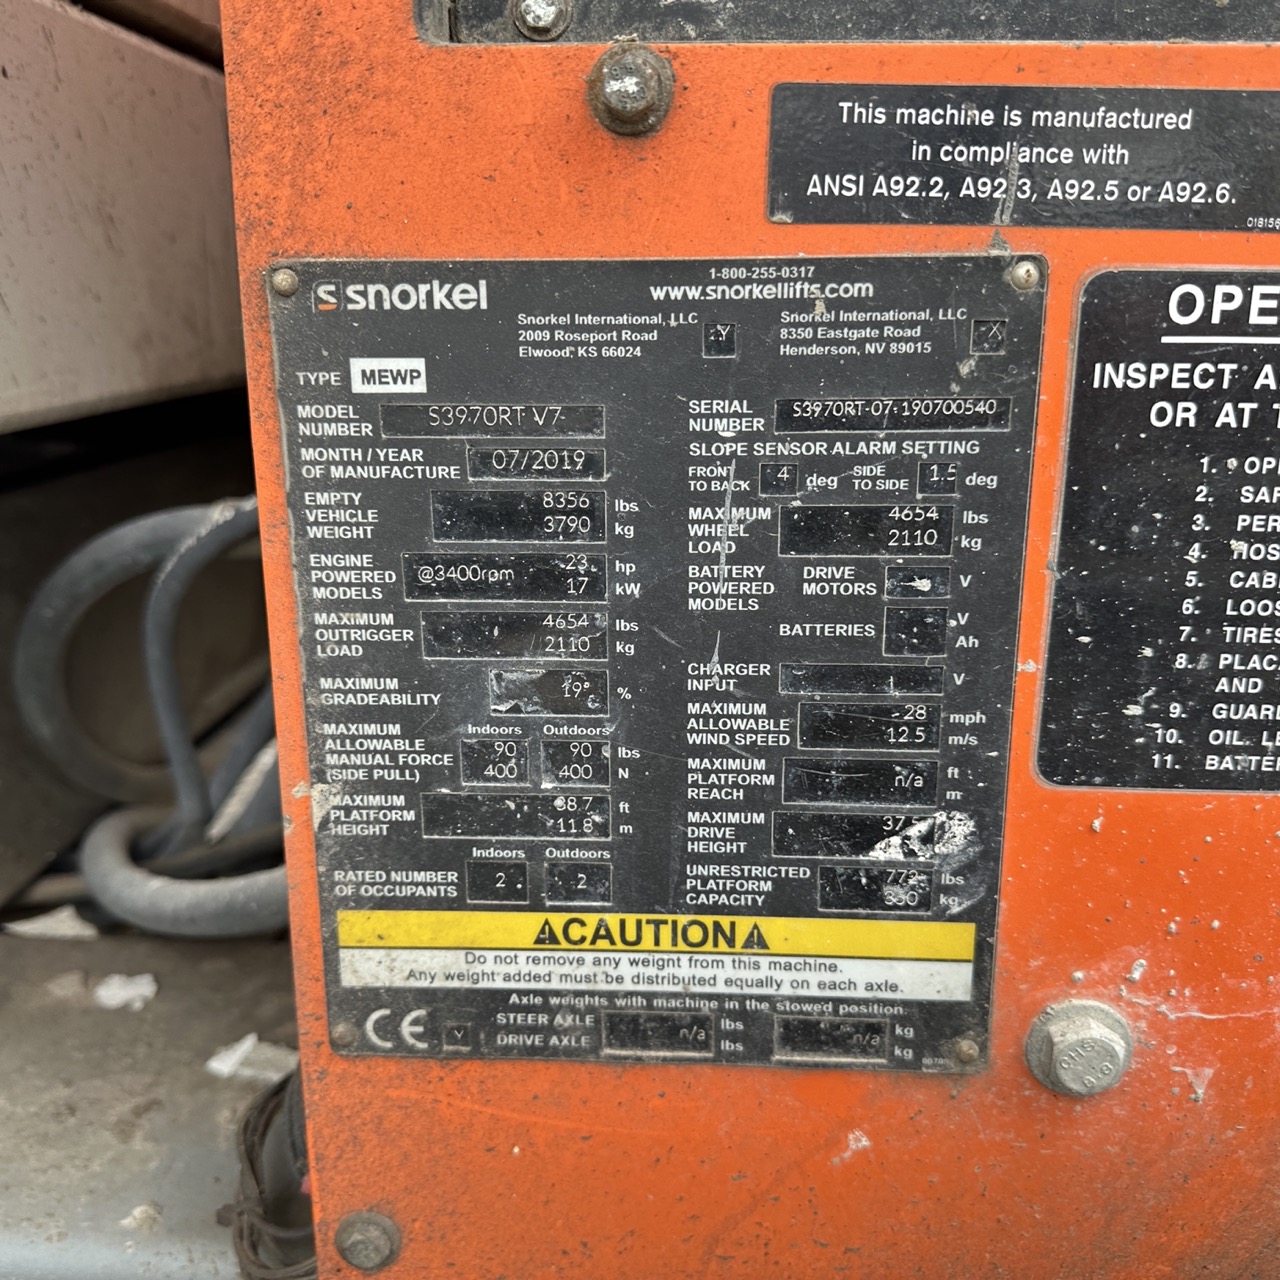 This machine is manufactured
in compliance with
ANSI A92.2, A92.3, A92.5 or A92.6.
018156
snorkel
1-800-255-0317
www.snorkellifts.com
Snorkel International, LLC
2009 Roseport Road
Elwood, KS 66024
Y
Snorkel International, LLC
8350 Eastgate Road
Henderson, NV 89015
X
TYPE MEWP
MODEL NUMBER S3970RT V7
MONTH / YEAR OF MANUFACTURE 07/2019
EMPTY VEHICLE WEIGHT 8356 lbs
3790 kg
ENGINE POWERED MODELS @3400rpm 23 hp
17 kW
MAXIMUM OUTRIGGER LOAD 4654 lbs
2110 kg
MAXIMUM GRADEABILITY 19° %
Indoors Outdoors
MAXIMUM ALLOWABLE MANUAL FORCE (SIDE PULL) 90 90 lbs
400 400 N
MAXIMUM PLATFORM HEIGHT 38.7 ft
11.8 m
Indoors Outdoors
RATED NUMBER OF OCCUPANTS 2 2
SERIAL NUMBER S3970RT-07-190700540
SLOPE SENSOR ALARM SETTING
FRONT TO BACK 4 deg SIDE TO SIDE 1.5 deg
MAXIMUM WHEEL LOAD 4654 lbs
2110 kg
BATTERY POWERED MODELS DRIVE MOTORS V
BATTERIES V
Ah
CHARGER INPUT V
MAXIMUM ALLOWABLE WIND SPEED 28 mph
12.5 m/s
MAXIMUM PLATFORM REACH n/a ft
m
MAXIMUM DRIVE HEIGHT
UNRESTRICTED PLATFORM CAPACITY 772 lbs
350 kg
CAUTION
Do not remove any weight from this machine.
Any weight added must be distributed equally on each axle.
Axle weights with machine in the stowed position.
CE Y
STEER AXLE lbs kg
n/a n/a
DRIVE AXLE lbs kg
OPE
INSPECT A
OR AT
1. OPE
2. SAF
3. PER
4. HOS
5. CAB
6. LOOS
7. TIRES
8. PLAC
AND
9. GUAR
10. OIL, LE
11. BATTER